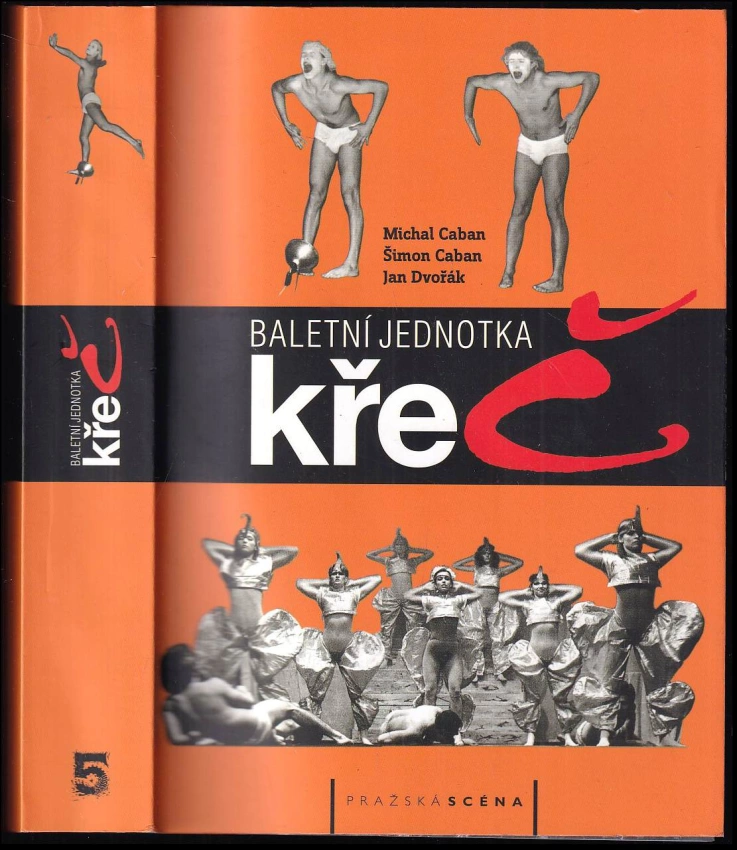 BALETNÍ JEDNOTKA
křeč
5
Michal Caban
Šimon Caban
Jan Dvořák
BALETNÍ JEDNOTKA
křeč
PRAŽSKÁSCÉNA